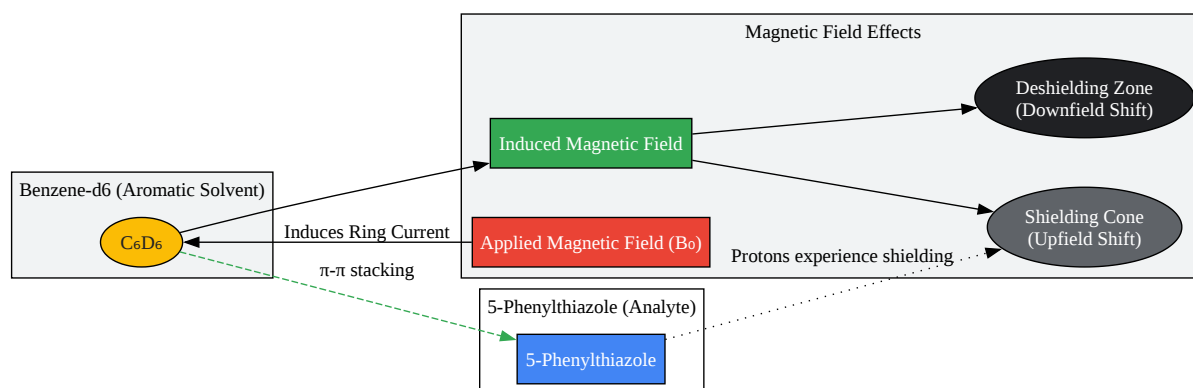 Magnetic Field Effects
Deshielding Zone
(Downfield Shift)
Induced Magnetic Field
Benzene-d6 (Aromatic Solvent)
C₆D₆
Induces Ring Current
Applied Magnetic Field (B₀)
Shielding Cone
(Upfield Shift)
π-π stacking
Protons experience shielding
5-Phenylthiazole (Analyte)
5-Phenylthiazole